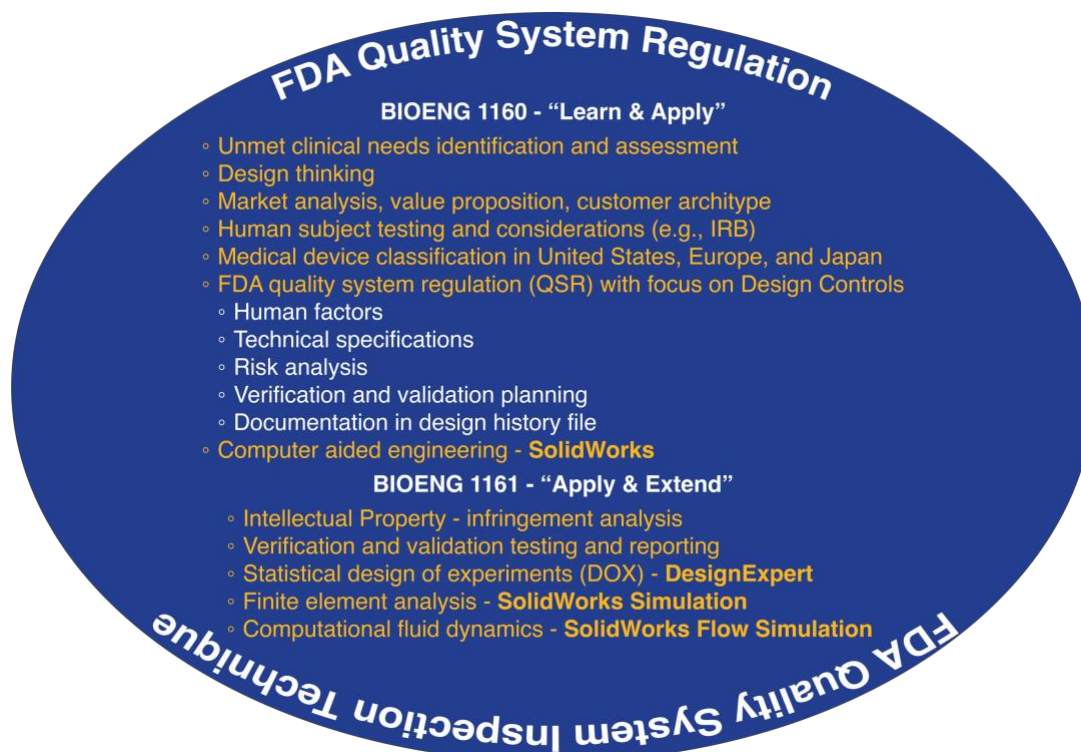 FDA Quality System Regulation
BIOENG 1160 - “Learn & Apply”
◦ Unmet clinical needs identification and assessment
◦ Design thinking
◦ Market analysis, value proposition, customer architype
◦ Human subject testing and considerations (e.g., IRB)
◦ Medical device classification in United States, Europe, and Japan
◦ FDA quality system regulation (QSR) with focus on Design Controls
◦ Human factors
◦ Technical specifications
◦ Risk analysis
◦ Verification and validation planning
◦ Documentation in design history file
◦ Computer aided engineering - SolidWorks
BIOENG 1161 - “Apply & Extend”
◦ Intellectual Property - infringement analysis
◦ Verification and validation testing and reporting
◦ Statistical design of experiments (DOX) - DesignExpert
◦ Finite element analysis - SolidWorks Simulation
◦ Computational fluid dynamics - SolidWorks Flow Simulation
FDA Quality System Inspection Technique